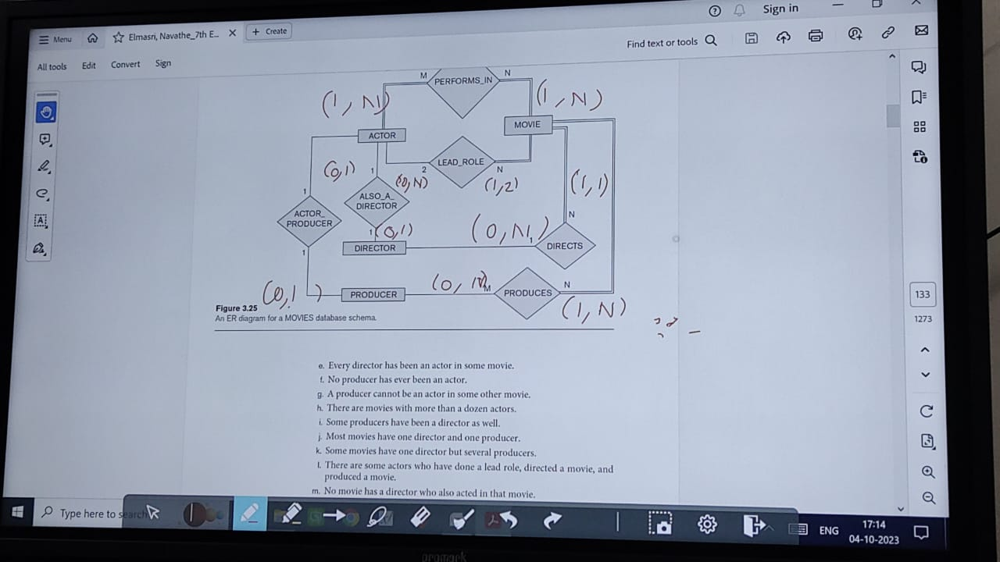 Sign in
Menu
Elmasri, Navathe_7th E...
+ Create
Find text or tools
All tools Edit Convert Sign
M
PERFORMS_IN
N
(1, N)
(1, N)
MOVIE
ACTOR
LEAD_ROLE
(0,1)
1
2
(0,N)
N
(1,2)
(1,1)
1
ALSO_A_
DIRECTOR
ACTOR_
PRODUCER
N
1
(0,1)
(0, N)
1
DIRECTOR
DIRECTS
1
(0,1)
PRODUCER
(0, N)
M
PRODUCES
N
(1, N)
133
1273
Figure 3.25
An ER diagram for a MOVIES database schema.
e. Every director has been an actor in some movie.
f. No producer has ever been an actor.
g. A producer cannot be an actor in some other movie.
h. There are movies with more than a dozen actors.
i. Some producers have been a director as well.
j. Most movies have one director and one producer.
k. Some movies have one director but several producers.
l. There are some actors who have done a lead role, directed a movie, and
produced a movie.
m. No movie has a director who also acted in that movie.
Type here to search
ENG
17:14
04-10-2023